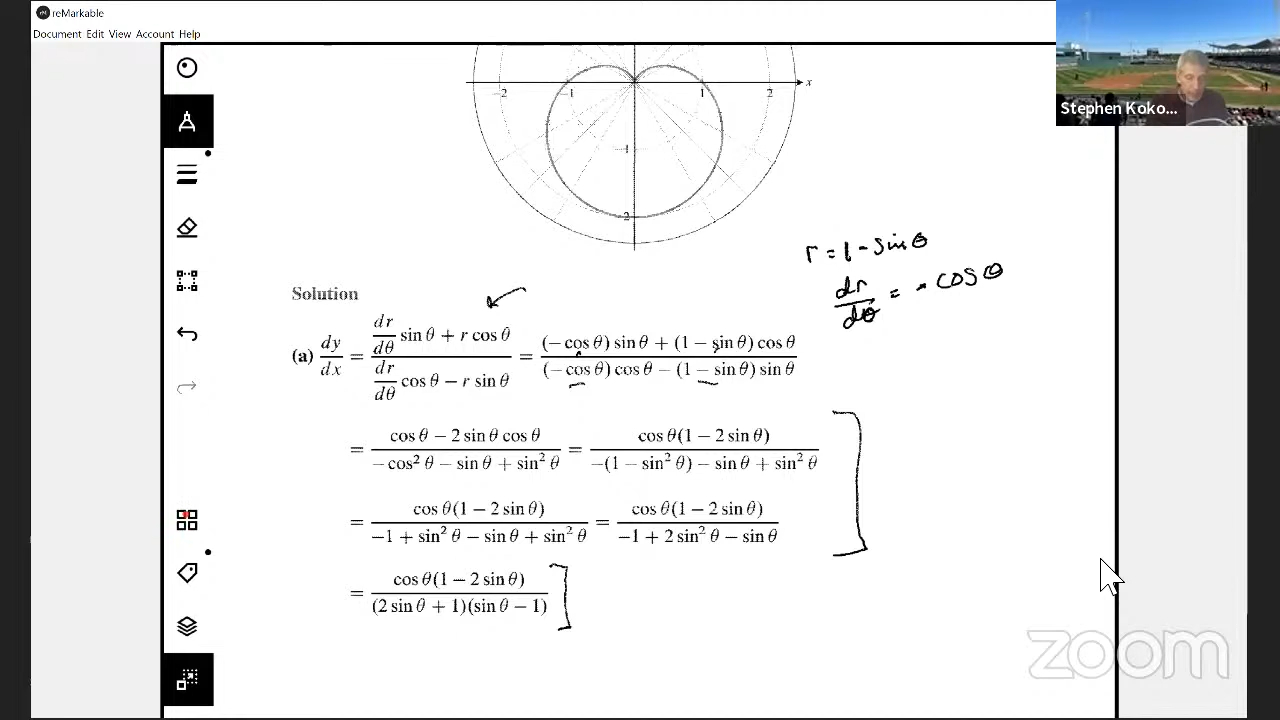 reMarkable
Document Edit View Account Help
Stephen Koko...
-2 -1 1 2 x
-1
-2
r = 1 - sin θ
dr/dθ = - cos θ
Solution
(a) dy/dx = (dr/dθ sin θ + r cos θ)/(dr/dθ cos θ − r sin θ) = ((−cos θ) sin θ + (1 − sin θ) cos θ)/((−cos θ) cos θ − (1 − sin θ) sin θ)
= (cos θ − 2 sin θ cos θ)/(−cos² θ − sin θ + sin² θ) = (cos θ(1 − 2 sin θ))/(−(1 − sin² θ) − sin θ + sin² θ)
= (cos θ(1 − 2 sin θ))/(−1 + sin² θ − sin θ + sin² θ) = (cos θ(1 − 2 sin θ))/(−1 + 2 sin² θ − sin θ)
= (cos θ(1 − 2 sin θ))/((2 sin θ + 1)(sin θ − 1))
zoom